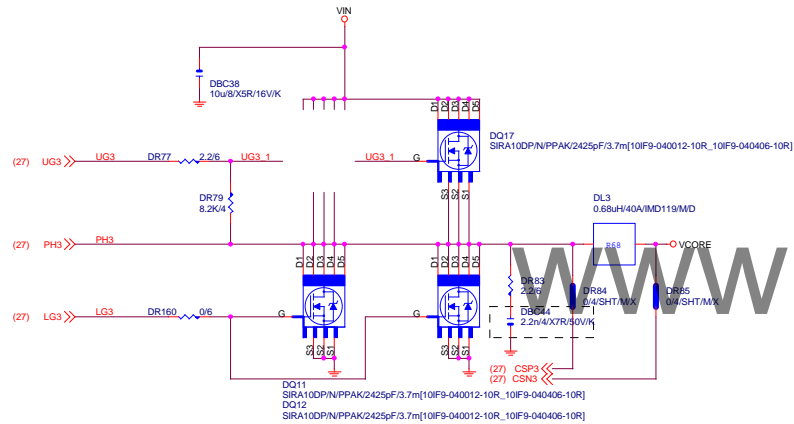 VIN
DBC38
10u/8/X5R/16V/K
D1 D2 D3 D4 D5
DQ17
SIRA10DP/N/PPAK/2425pF/3.7m[10IF9-040012-10R_10IF9-040406-10R]
(27) UG3 UG3 DR77 2.2/6 UG3_1 UG3_1 G
S3 S2 S1
DR79
8.2K/4
DL3
0.68uH/40A/IMD119/M/D
(27) PH3 PH3
R68
VCORE
D1 D2 D3 D4 D5 D1 D2 D3 D4 D5
WWW
DR83
2.2/6
DR84
0/4/SHT/M/X
DR85
0/4/SHT/M/X
(27) LG3 LG3 DR160 0/6 G G
DBC44
2.2n/4/X7R/50V/K
S3 S2 S1 S3 S2 S1
(27) CSP3
(27) CSN3
DQ11
SIRA10DP/N/PPAK/2425pF/3.7m[10IF9-040012-10R_10IF9-040406-10R]
DQ12
SIRA10DP/N/PPAK/2425pF/3.7m[10IF9-040012-10R_10IF9-040406-10R]